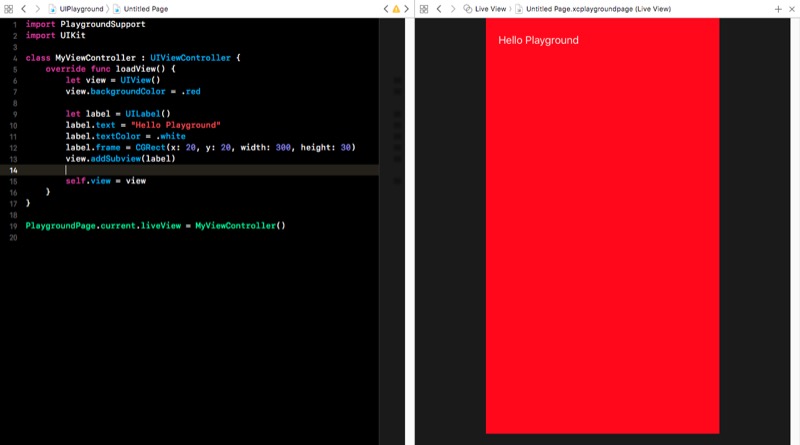 UIPlayground Untitled Page
1 import PlaygroundSupport
2 import UIKit
3
4 class MyViewController : UIViewController {
5 override func loadView() {
6 let view = UIView()
7 view.backgroundColor = .red
8
9 let label = UILabel()
10 label.text = "Hello Playground"
11 label.textColor = .white
12 label.frame = CGRect(x: 20, y: 20, width: 300, height: 30)
13 view.addSubview(label)
14
15 self.view = view
16 }
17 }
18
19 PlaygroundPage.current.liveView = MyViewController()
20
Live View Untitled Page.xcplaygroundpage (Live View)
Hello Playground